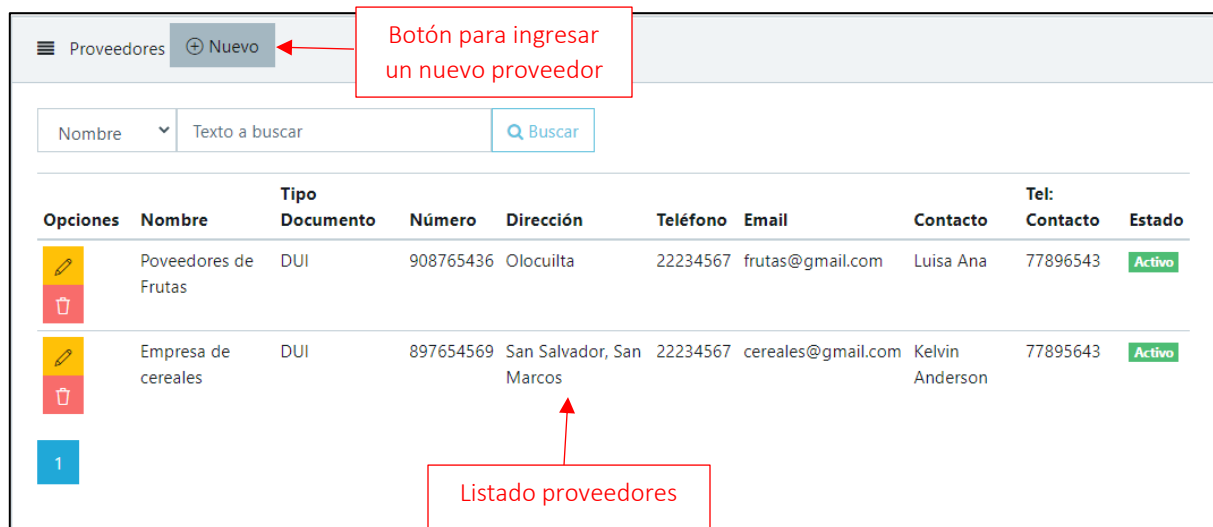 Proveedores Nuevo
Botón para ingresar
un nuevo proveedor
Nombre Texto a buscar Buscar
Opciones Nombre Tipo Documento Número Dirección Teléfono Email Contacto Tel: Contacto Estado
Poveedores de DUI 908765436 Olocuilta 22234567 frutas@gmail.com Luisa Ana 77896543 Activo
Frutas
Empresa de DUI 897654569 San Salvador, San 22234567 cereales@gmail.com Kelvin 77895643 Activo
cereales Marcos Anderson
1
Listado proveedores